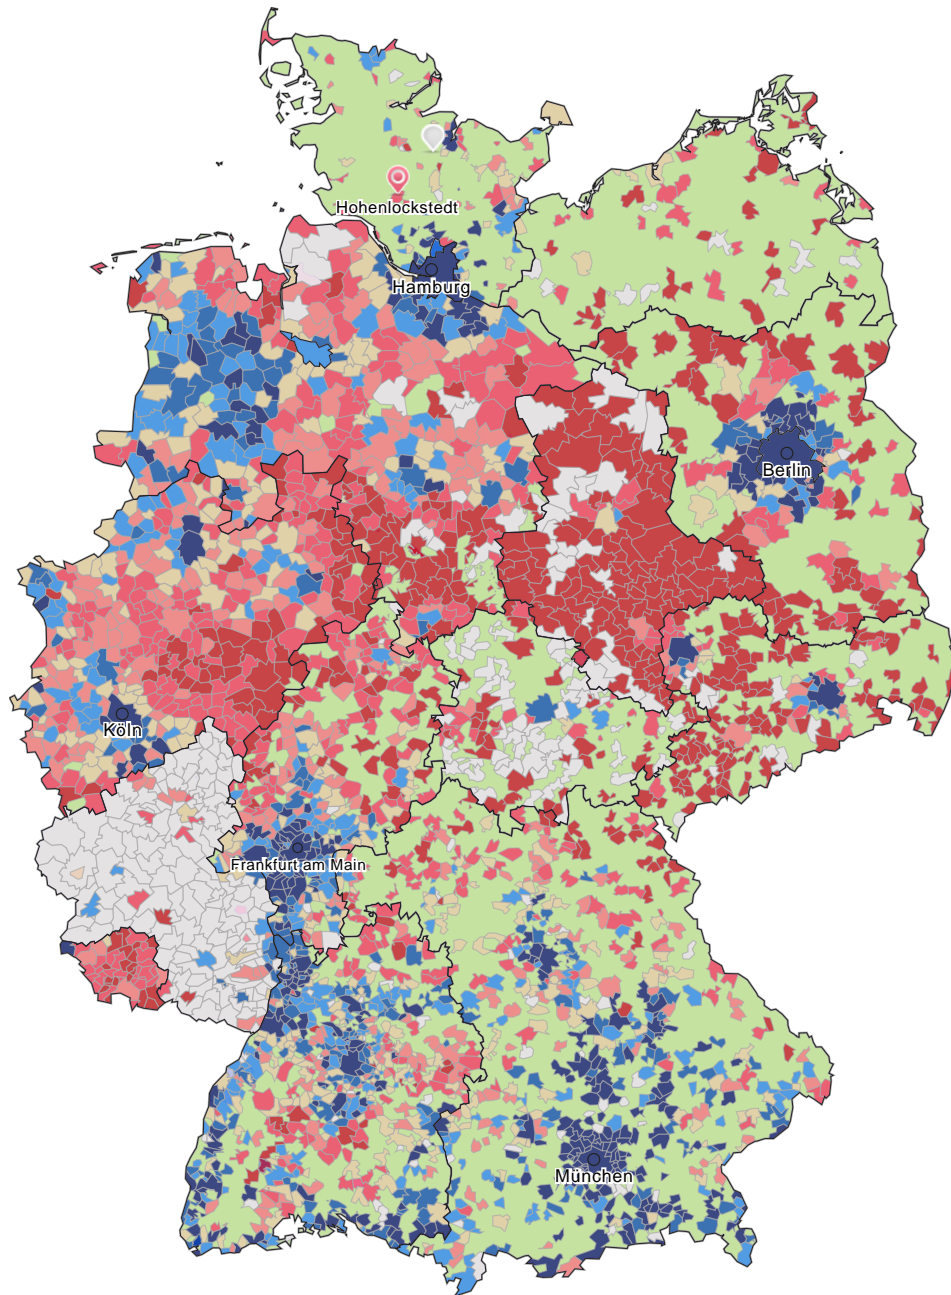 Hohenlockstedt
Hamburg
Berlin
Köln
Frankfurt am Main
München